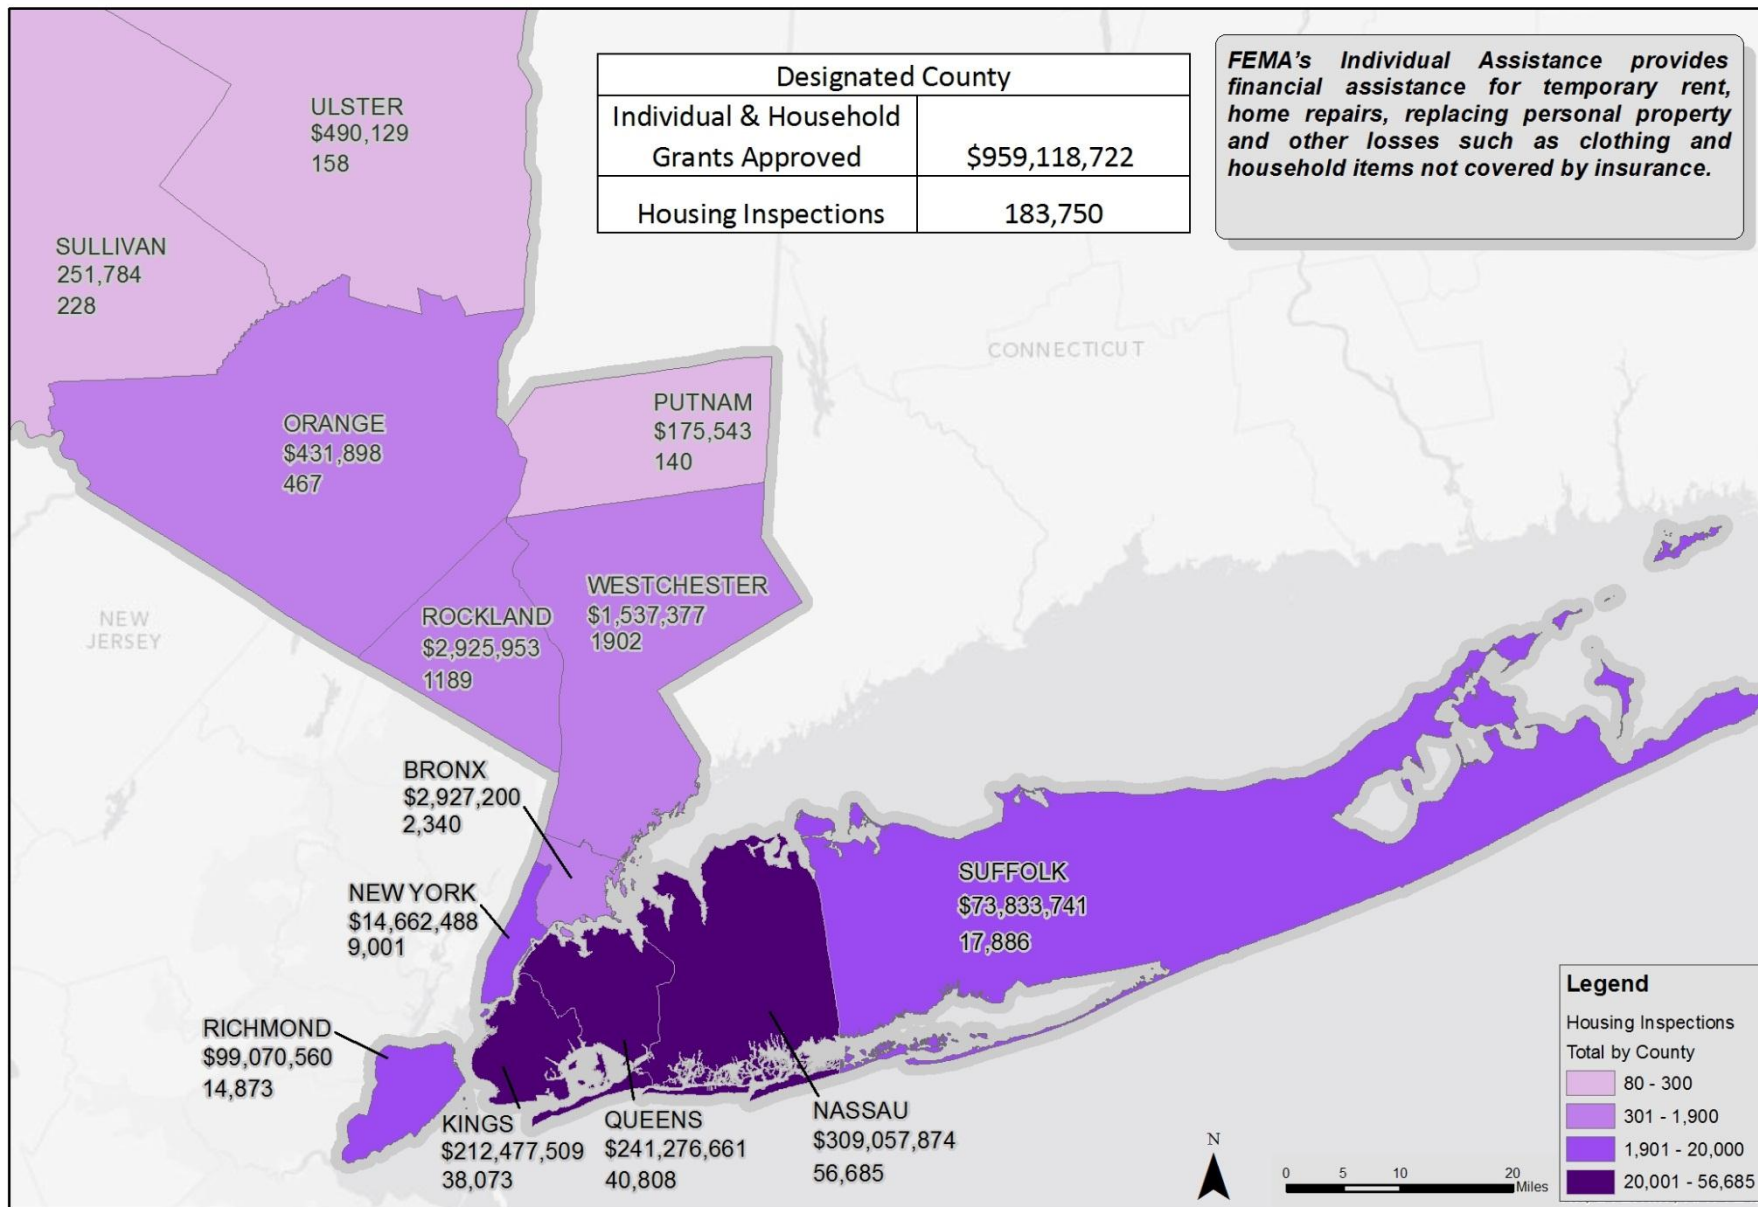 Designated County
Individual & Household
Grants Approved
$959,118,722
Housing Inspections
183,750
FEMA's Individual Assistance provides
financial assistance for temporary rent,
home repairs, replacing personal property
and other losses such as clothing and
household items not covered by insurance.
ULSTER
$490,129
158
SULLIVAN
251,784
228
CONNECTICUT
ORANGE
$431,898
467
PUTNAM
$175,543
140
WESTCHESTER
$1,537,377
1902
ROCKLAND
$2,925,953
1189
NEW
JERSEY
BRONX
$2,927,200
2,340
NEW YORK
$14,662,488
9,001
SUFFOLK
$73,833,741
17,886
RICHMOND
$99,070,560
14,873
KINGS
$212,477,509
38,073
QUEENS
$241,276,661
40,808
NASSAU
$309,057,874
56,685
N
0 5 10 20
Miles
Legend
Housing Inspections
Total by County
80 - 300
301 - 1,900
1,901 - 20,000
20,001 - 56,685